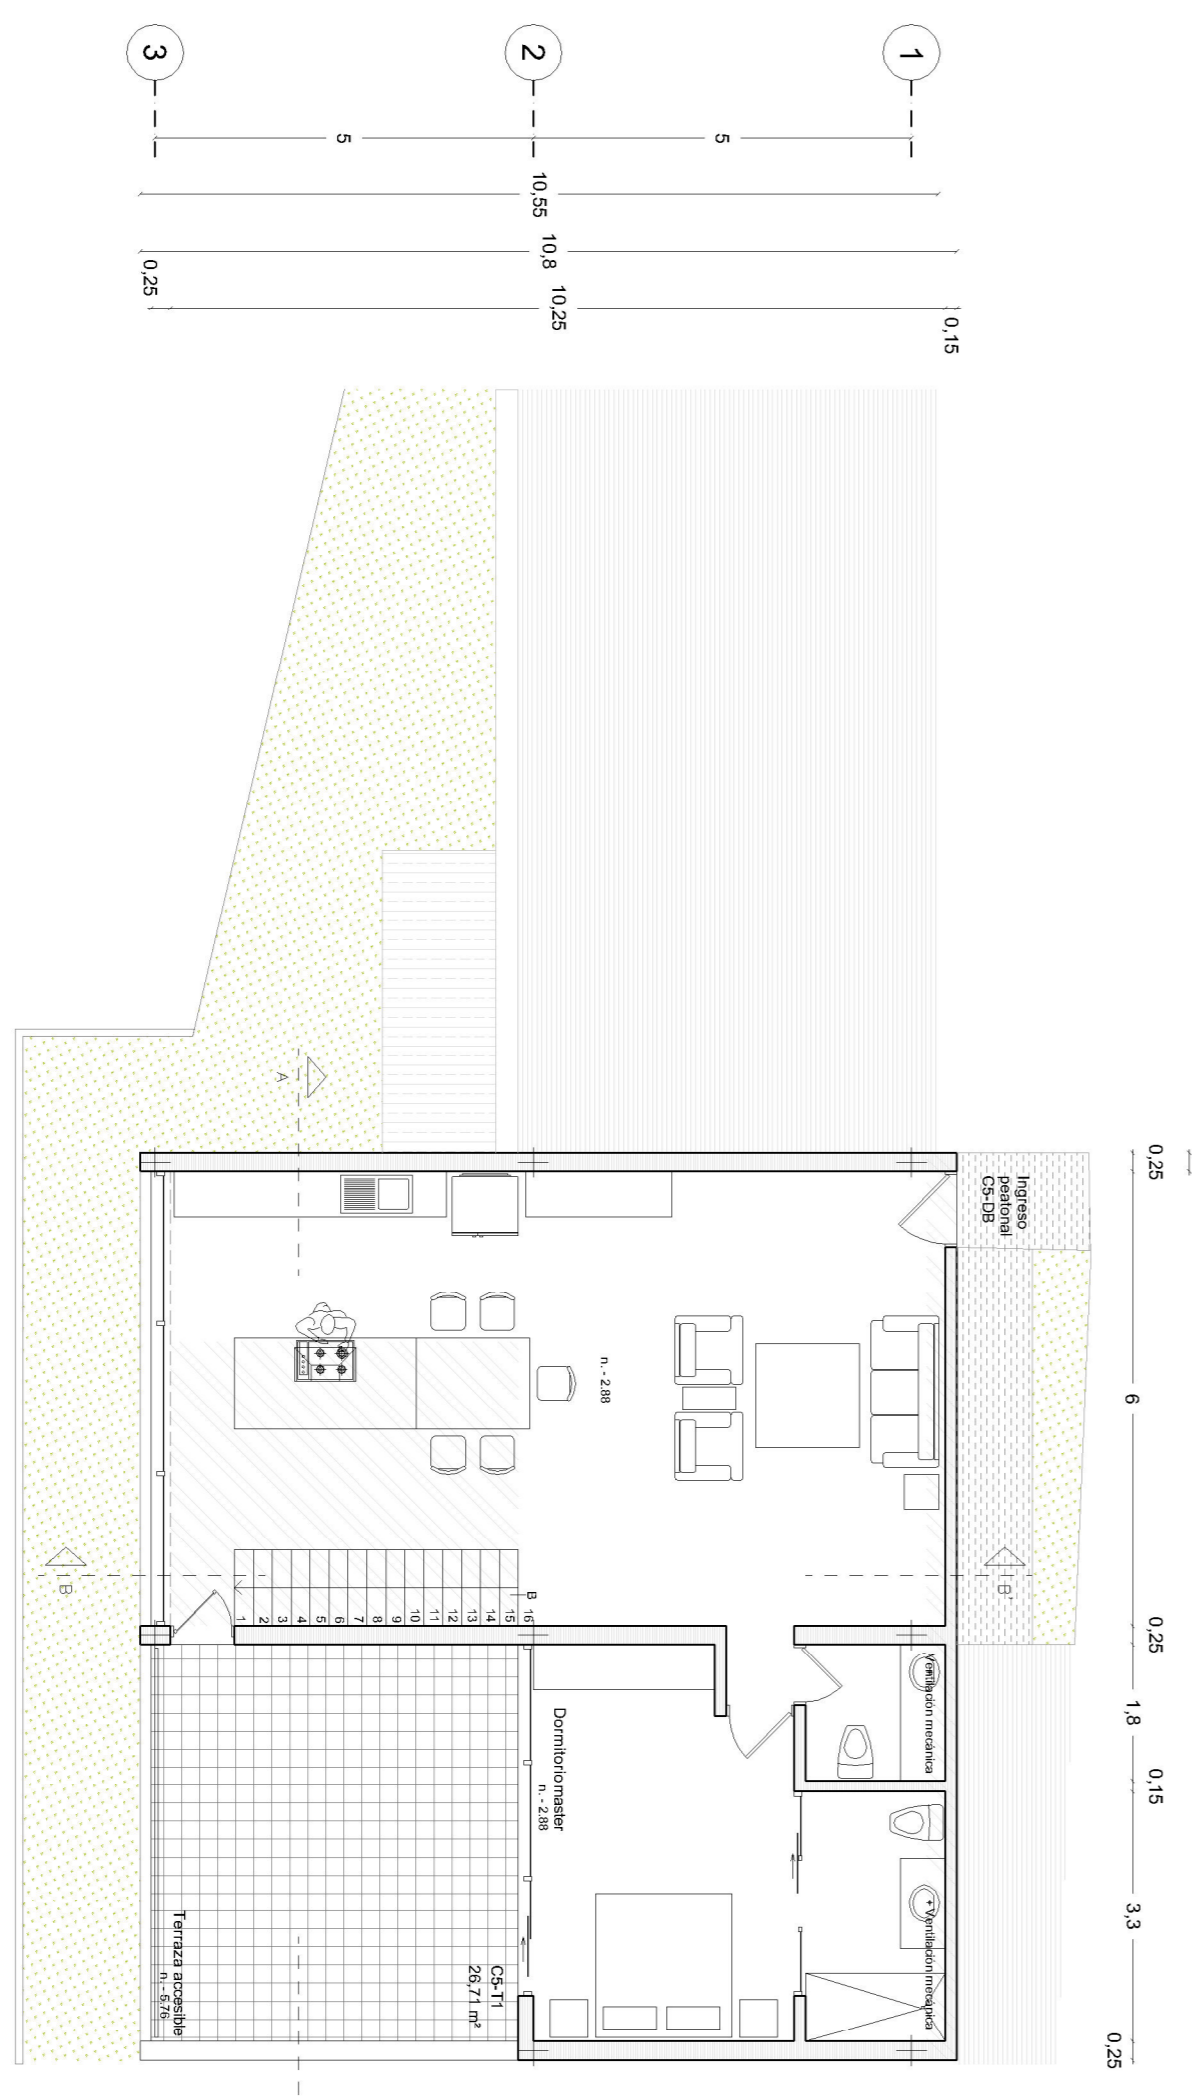 3
2
1
5
5
10,55
10,8
0,25
10,25
0,15
Ingreso
peatonal
C5-DB
0,25
6
0,25
1,8
0,15
3,3
0,25
A
n. - 2.88
B
B'
B
1
2
3
4
5
6
7
8
9
10
11
12
13
14
15
16
Ventilación mecánica
Dormitorio master
n. - 2.88
+ Ventilación mecánica
C5-T1
26,71 m²
Terraza accesible
n. - 5.76